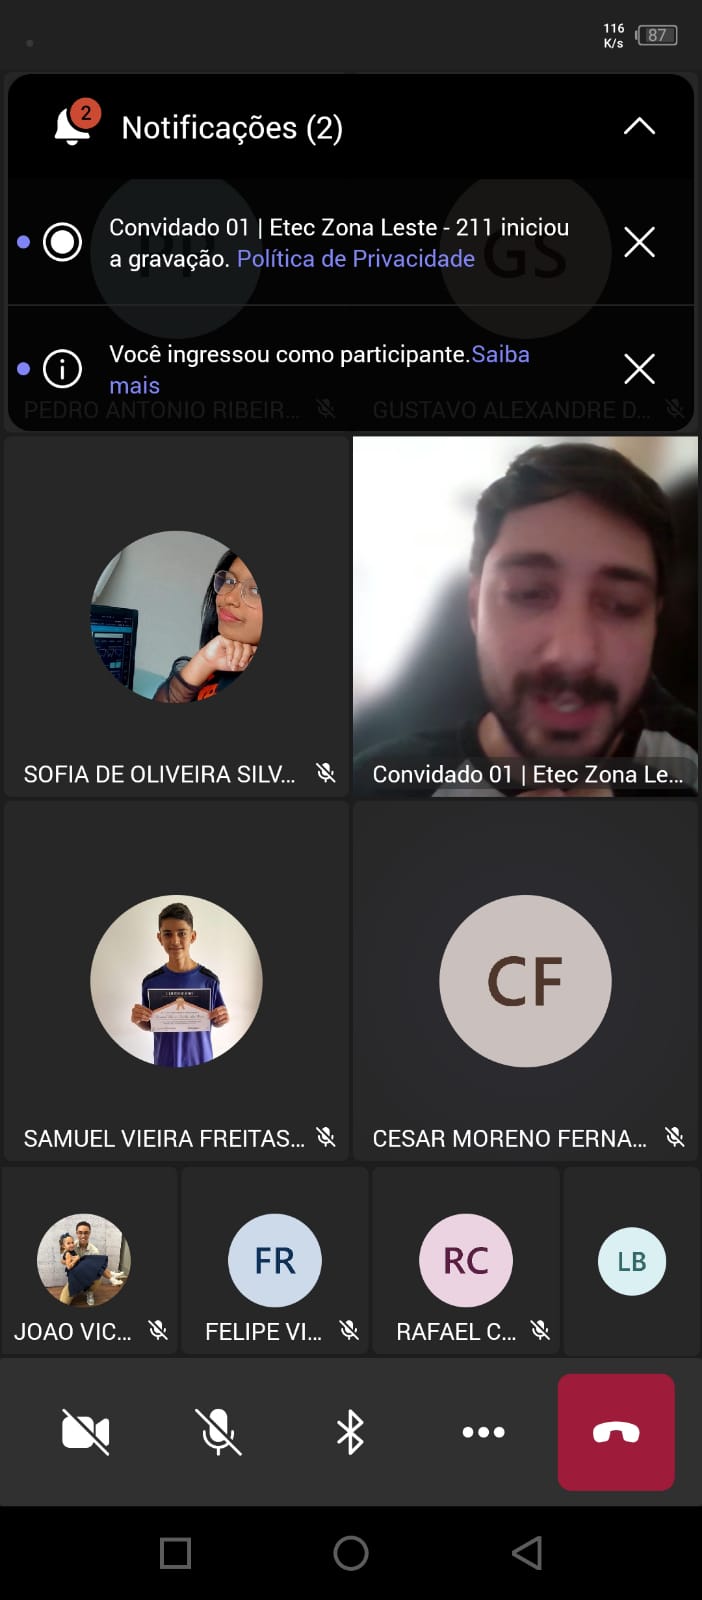 116
K/s
87
2
Notificações (2)
Convidado 01 | Etec Zona Leste - 211 iniciou
a gravação. Política de Privacidade
GS
Você ingressou como participante.Saiba
mais
PEDRO ANTONIO RIBEIR...
GUSTAVO ALEXANDRE D...
SOFIA DE OLIVEIRA SILV...
Convidado 01 | Etec Zona Le...
CF
SAMUEL VIEIRA FREITAS...
CESAR MORENO FERNA...
FR
RC
LB
JOAO VIC...
FELIPE VI...
RAFAEL C...